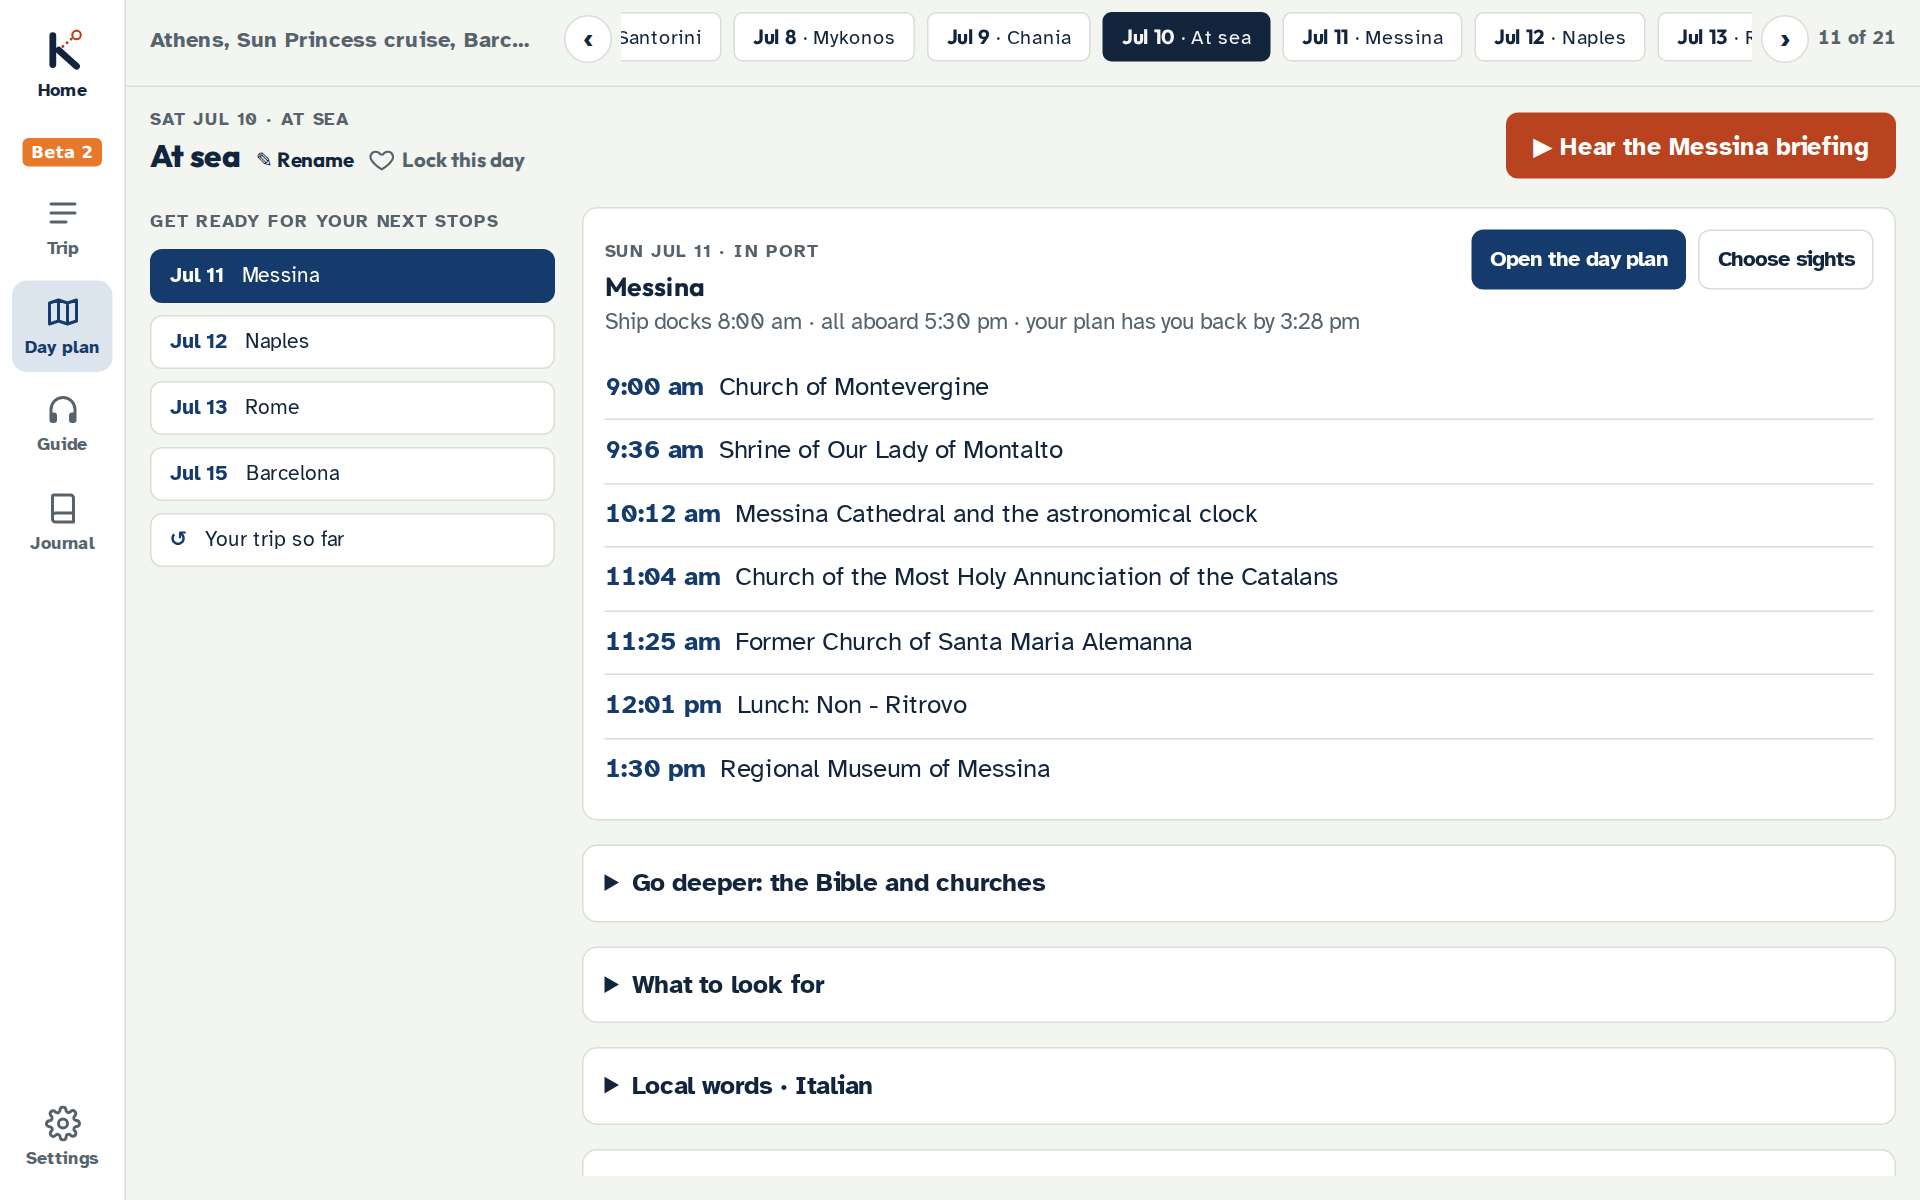 Home
Beta 2
Trip
Day plan
Guide
Journal
Settings
Athens, Sun Princess cruise, Barc...
‹
Santorini
Jul 8 · Mykonos
Jul 9 · Chania
Jul 10 · At sea
Jul 11 · Messina
Jul 12 · Naples
Jul 13 ·
›
11 of 21
SAT JUL 10 · AT SEA
At sea
✎ Rename
Lock this day
▶ Hear the Messina briefing
GET READY FOR YOUR NEXT STOPS
Jul 11 Messina
Jul 12 Naples
Jul 13 Rome
Jul 15 Barcelona
↺ Your trip so far
SUN JUL 11 · IN PORT
Messina
Ship docks 8:00 am · all aboard 5:30 pm · your plan has you back by 3:28 pm
Open the day plan
Choose sights
9:00 am Church of Montevergine
9:36 am Shrine of Our Lady of Montalto
10:12 am Messina Cathedral and the astronomical clock
11:04 am Church of the Most Holy Annunciation of the Catalans
11:25 am Former Church of Santa Maria Alemanna
12:01 pm Lunch: Non - Ritrovo
1:30 pm Regional Museum of Messina
▶ Go deeper: the Bible and churches
▶ What to look for
▶ Local words · Italian